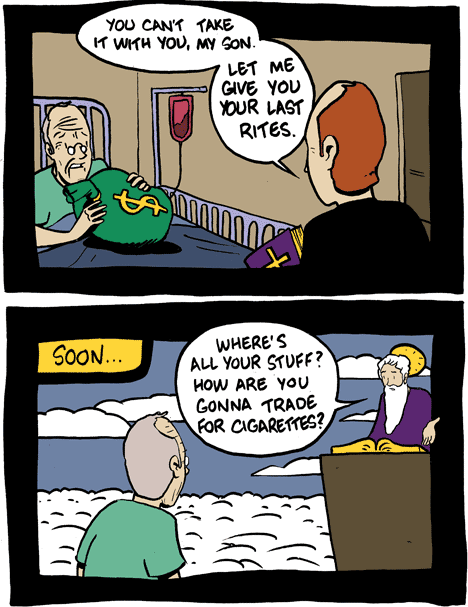 YOU CAN'T TAKE
IT WITH YOU, MY SON.
LET ME
GIVE YOU
YOUR LAST
RITES.
$
SOON...
WHERE'S
ALL YOUR STUFF?
HOW ARE YOU
GONNA TRADE
FOR CIGARETTES?